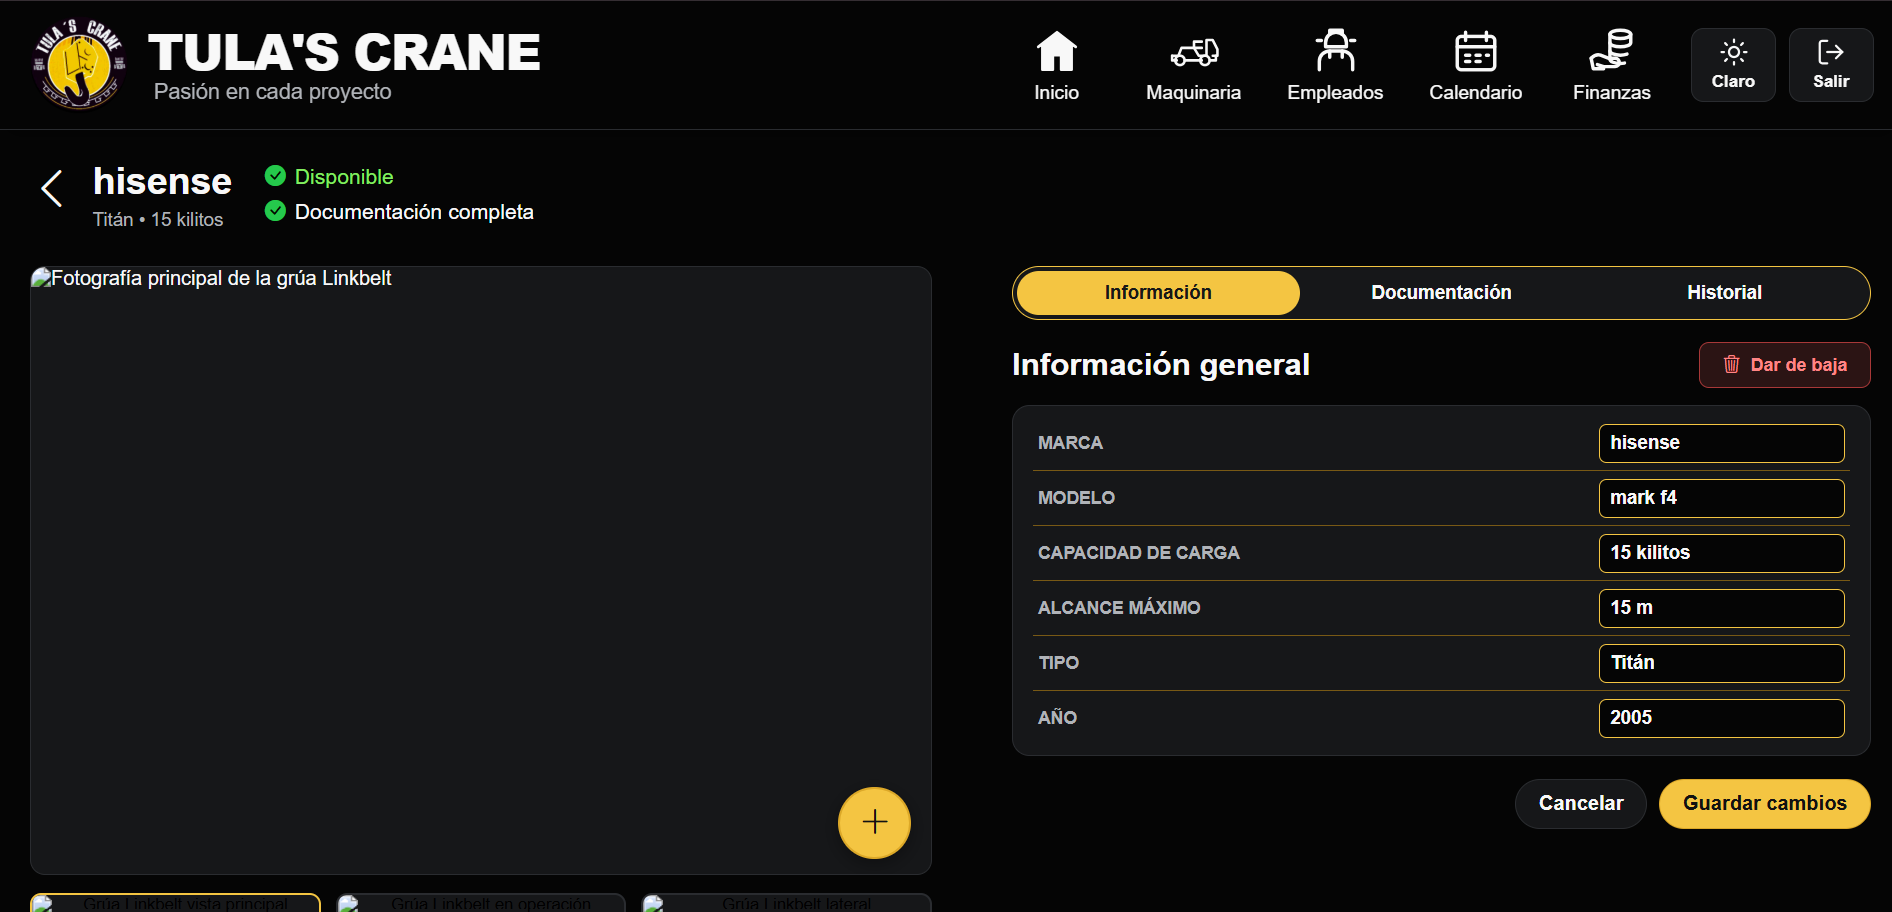 TULA'S CRANE
TULA'S CRANE
Pasión en cada proyecto
Inicio
Maquinaria
Empleados
Calendario
Finanzas
Claro
Salir
hisense
Titán • 15 kilitos
Disponible
Documentación completa
Fotografía principal de la grúa Linkbelt
Grúa Linkbelt vista principal
Grúa Linkbelt en operación
Grúa Linkbelt lateral
Información
Documentación
Historial
Información general
Dar de baja
MARCA
hisense
MODELO
mark f4
CAPACIDAD DE CARGA
15 kilitos
ALCANCE MÁXIMO
15 m
TIPO
Titán
AÑO
2005
Cancelar
Guardar cambios